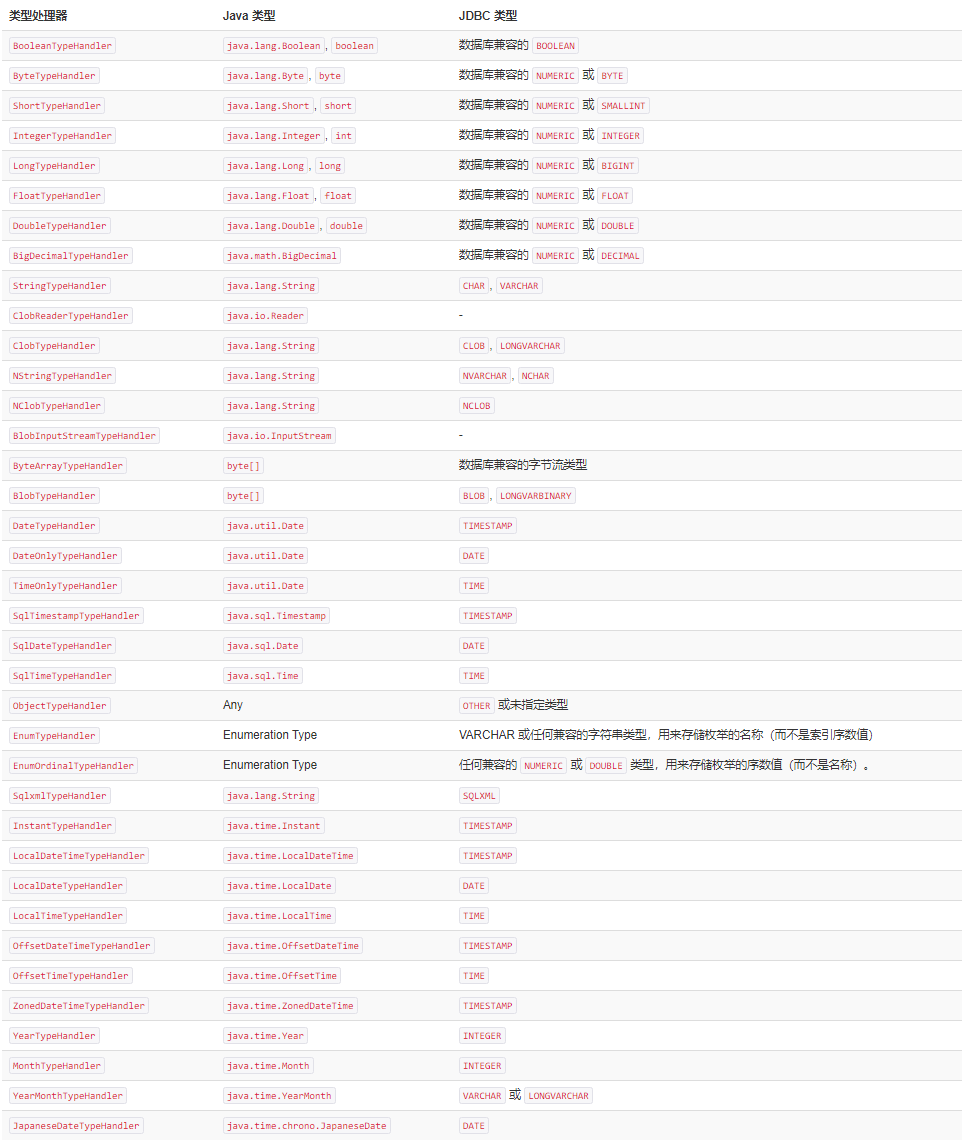 类型处理器 Java 类型 JDBC 类型
BooleanTypeHandler java.lang.Boolean, boolean 数据库兼容的 BOOLEAN
ByteTypeHandler java.lang.Byte, byte 数据库兼容的 NUMERIC 或 BYTE
ShortTypeHandler java.lang.Short, short 数据库兼容的 NUMERIC 或 SMALLINT
IntegerTypeHandler java.lang.Integer, int 数据库兼容的 NUMERIC 或 INTEGER
LongTypeHandler java.lang.Long, long 数据库兼容的 NUMERIC 或 BIGINT
FloatTypeHandler java.lang.Float, float 数据库兼容的 NUMERIC 或 FLOAT
DoubleTypeHandler java.lang.Double, double 数据库兼容的 NUMERIC 或 DOUBLE
BigDecimalTypeHandler java.math.BigDecimal 数据库兼容的 NUMERIC 或 DECIMAL
StringTypeHandler java.lang.String CHAR, VARCHAR
ClobReaderTypeHandler java.io.Reader -
ClobTypeHandler java.lang.String CLOB, LONGVARCHAR
NStringTypeHandler java.lang.String NVARCHAR, NCHAR
NClobTypeHandler java.lang.String NCLOB
BlobInputStreamTypeHandler java.io.InputStream -
ByteArrayTypeHandler byte[] 数据库兼容的字节流类型
BlobTypeHandler byte[] BLOB, LONGVARBINARY
DateTypeHandler java.util.Date TIMESTAMP
DateOnlyTypeHandler java.util.Date DATE
TimeOnlyTypeHandler java.util.Date TIME
SqlTimestampTypeHandler java.sql.Timestamp TIMESTAMP
SqlDateTypeHandler java.sql.Date DATE
SqlTimeTypeHandler java.sql.Time TIME
ObjectTypeHandler Any OTHER 或未指定类型
EnumTypeHandler Enumeration Type VARCHAR 或任何兼容的字符串类型，用来存储枚举的名称（而不是索引序数值）
EnumOrdinalTypeHandler Enumeration Type 任何兼容的 NUMERIC 或 DOUBLE 类型，用来存储枚举的序数值（而不是名称）。
SqlxmlTypeHandler java.lang.String SQLXML
InstantTypeHandler java.time.Instant TIMESTAMP
LocalDateTimeTypeHandler java.time.LocalDateTime TIMESTAMP
LocalDateTypeHandler java.time.LocalDate DATE
LocalTimeTypeHandler java.time.LocalTime TIME
OffsetDateTimeTypeHandler java.time.OffsetDateTime TIMESTAMP
OffsetTimeTypeHandler java.time.OffsetTime TIME
ZonedDateTimeTypeHandler java.time.ZonedDateTime TIMESTAMP
YearTypeHandler java.time.Year INTEGER
MonthTypeHandler java.time.Month INTEGER
YearMonthTypeHandler java.time.YearMonth VARCHAR 或 LONGVARCHAR
JapaneseDateTypeHandler java.time.chrono.JapaneseDate DATE